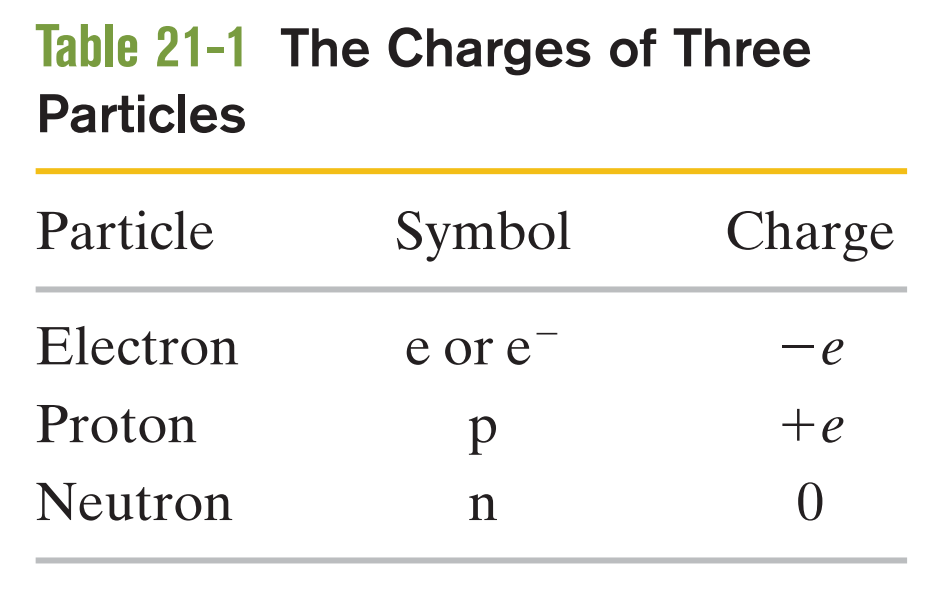 Table 21-1 The Charges of Three
Particles
Particle Symbol Charge
Electron e or e⁻ −e
Proton p +e
Neutron n 0